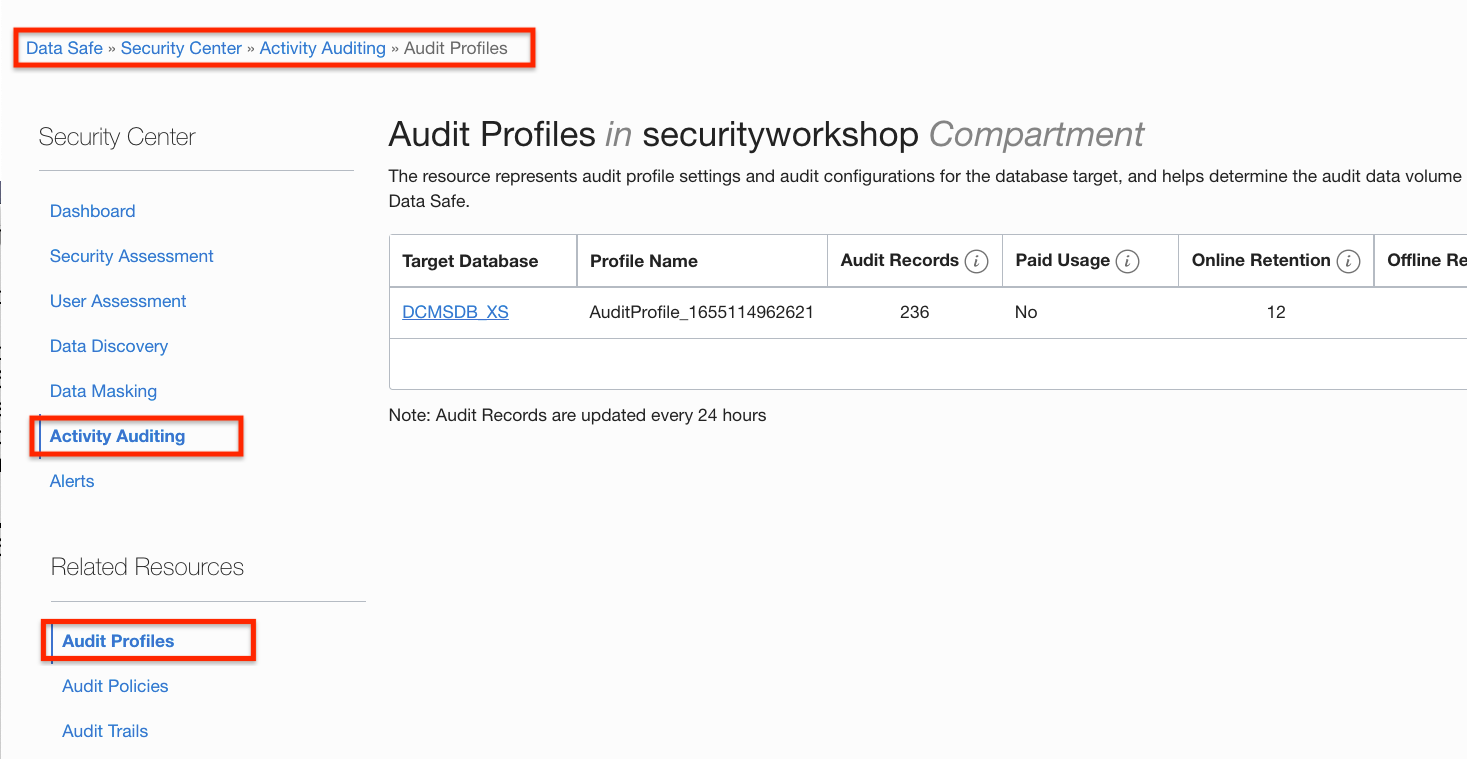 Data Safe » Security Center » Activity Auditing » Audit Profiles
Security Center
Dashboard
Security Assessment
User Assessment
Data Discovery
Data Masking
Activity Auditing
Alerts
Related Resources
Audit Profiles
Audit Policies
Audit Trails
Audit Profiles in securityworkshop Compartment
The resource represents audit profile settings and audit configurations for the database target, and helps determine the audit data volume
Data Safe.
Target Database Profile Name Audit Records i Paid Usage i Online Retention i Offline Re
DCMSDB_XS AuditProfile_1655114962621 236 No 12
Note: Audit Records are updated every 24 hours